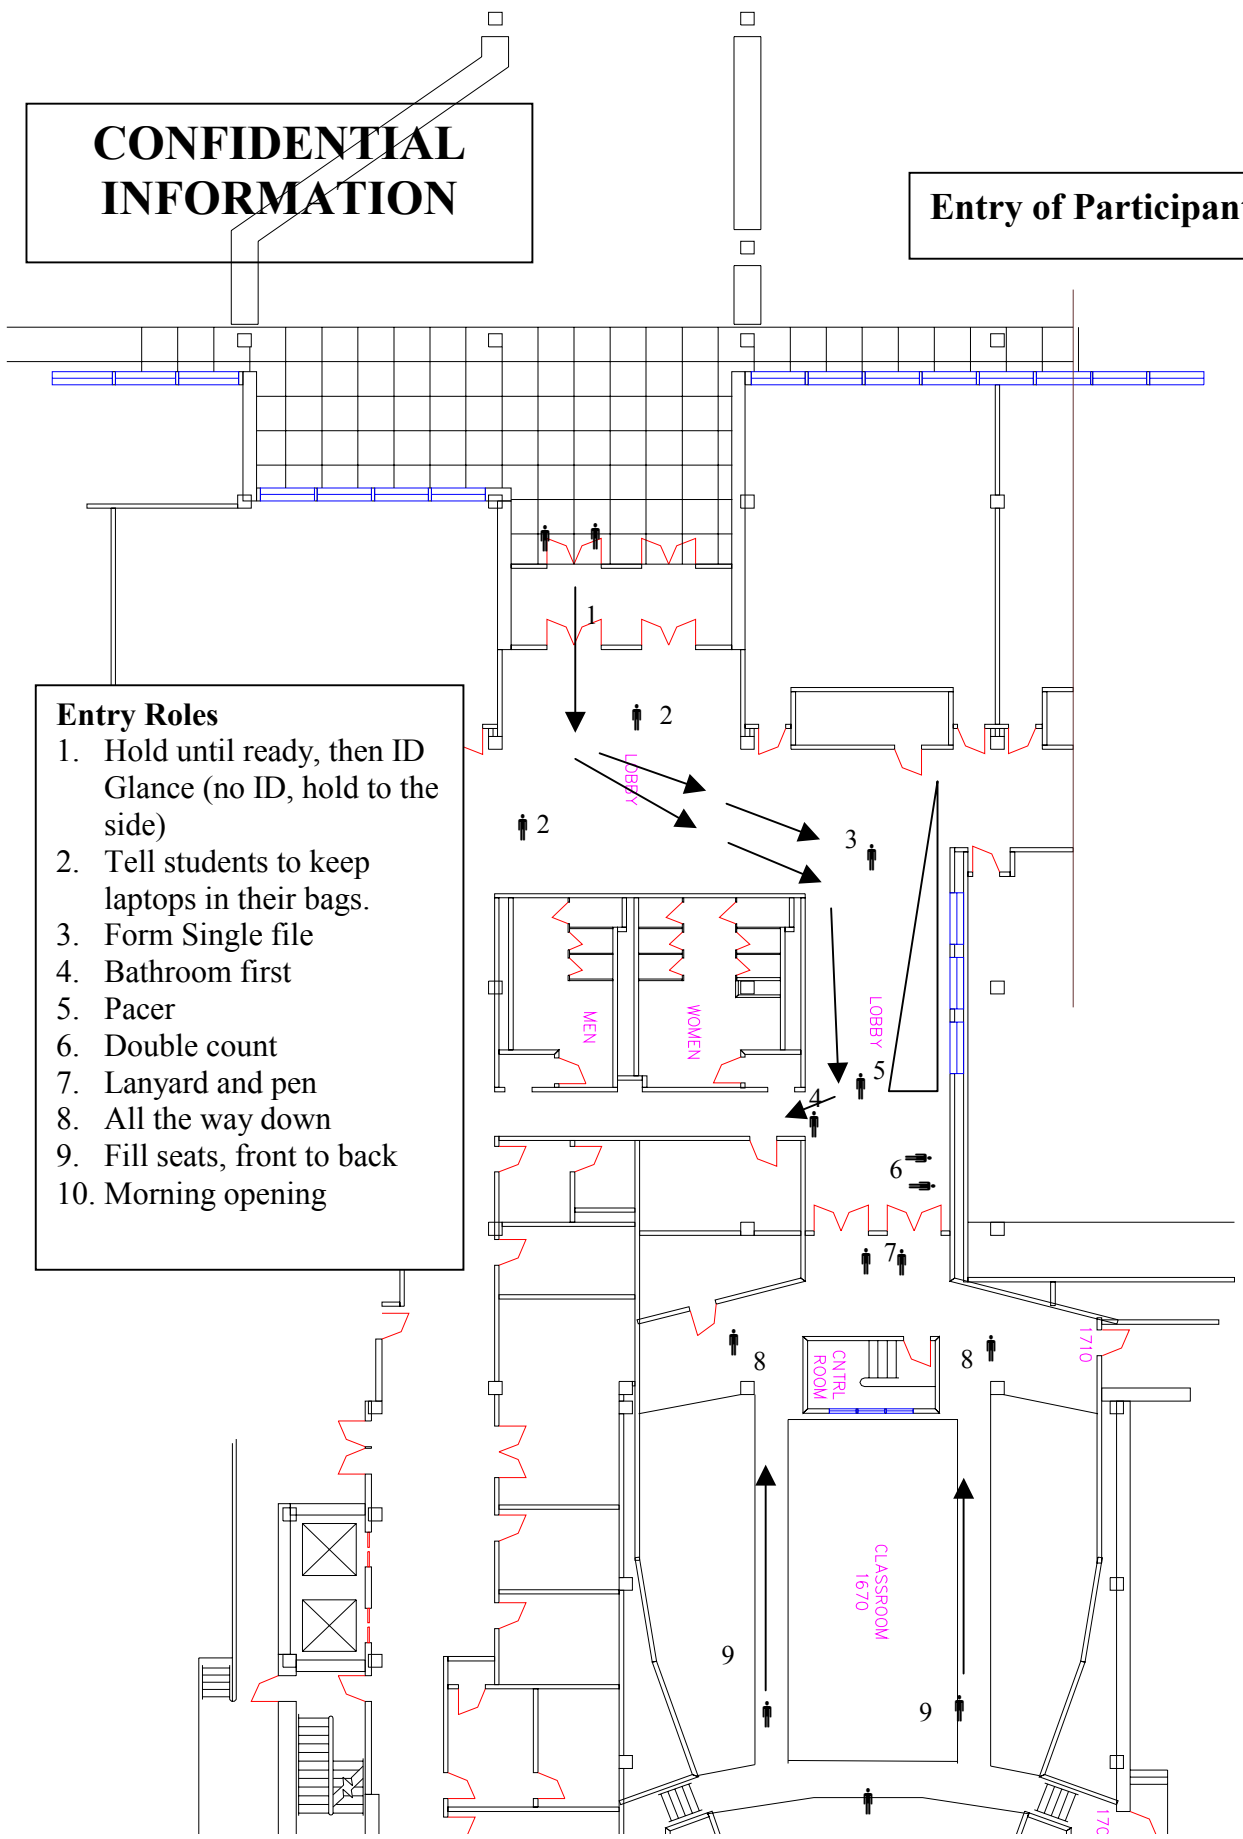 CONFIDENTIAL
INFORMATION
Entry of Participant
1
2
LOBBY
2
3
Entry Roles
1. Hold until ready, then ID
Glance (no ID, hold to the
side)
2. Tell students to keep
laptops in their bags.
3. Form Single file
4. Bathroom first
5. Pacer
6. Double count
7. Lanyard and pen
8. All the way down
9. Fill seats, front to back
10. Morning opening
MEN
WOMEN
LOBBY
5
4
6
7
8
CNTRL
ROOM
8
1710
CLASSROOM
1670
9
9
170